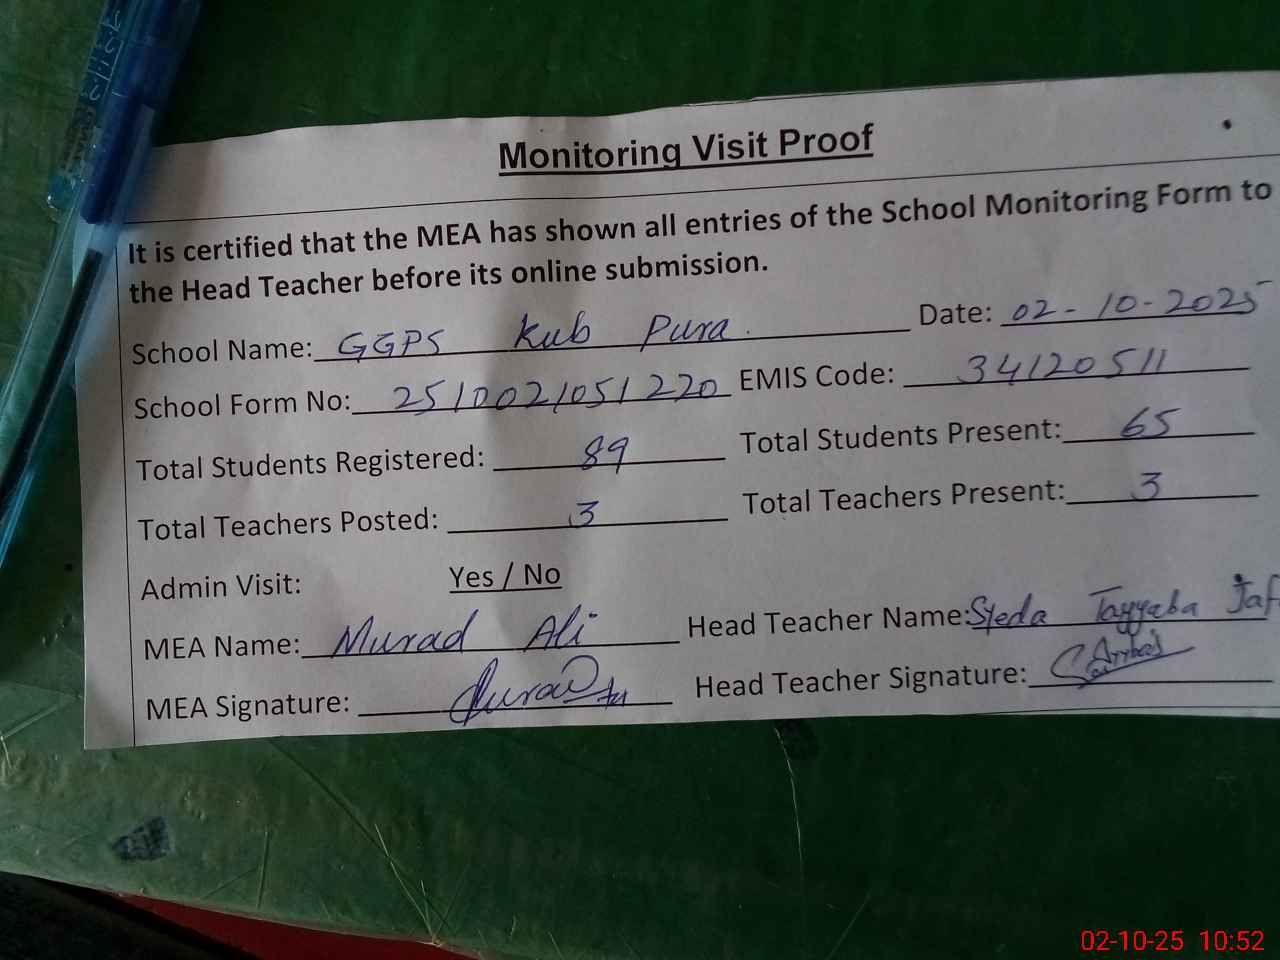 Monitoring Visit Proof
It is certified that the MEA has shown all entries of the School Monitoring Form to
the Head Teacher before its online submission.
School Name: GGPS Kub Pura. Date: 02-10-2025
School Form No: 2510021051220 EMIS Code: 34120511
Total Students Registered: 89 Total Students Present: 65
Total Teachers Posted: 3 Total Teachers Present: 3
Admin Visit: Yes / No
MEA Name: Murad Ali Head Teacher Name: Syeda Tayyaba Jaf
MEA Signature: Head Teacher Signature:
02-10-25 10:52